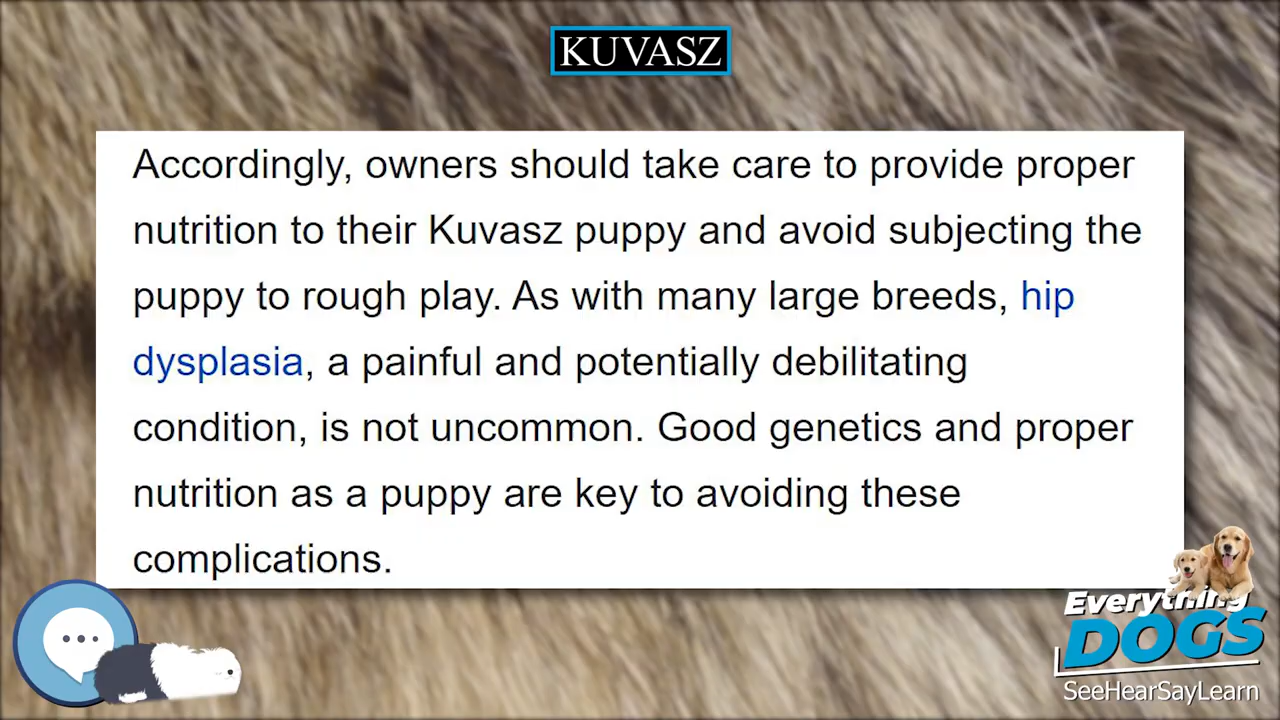 KUVASZ
Accordingly, owners should take care to provide proper
nutrition to their Kuvasz puppy and avoid subjecting the
puppy to rough play. As with many large breeds, hip
dysplasia, a painful and potentially debilitating
condition, is not uncommon. Good genetics and proper
nutrition as a puppy are key to avoiding these
complications.
Everything
DOGS
SeeHearSayLearn